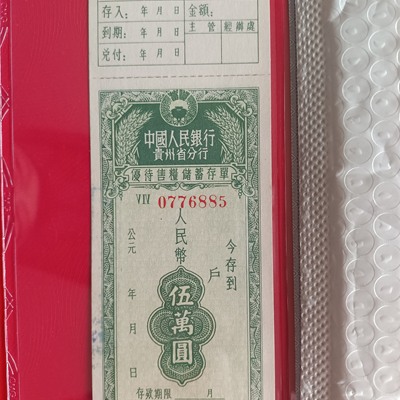 存入: 年 月 日 金額:
到期: 年 月 日 主管 經辦處
兌付: 年 月 日
中國人民銀行
貴州省分行
優待售糧儲蓄存單
VIV 0776885
今存到
戶
人民幣
伍萬圓
公元 年 月 日
存款期限 月